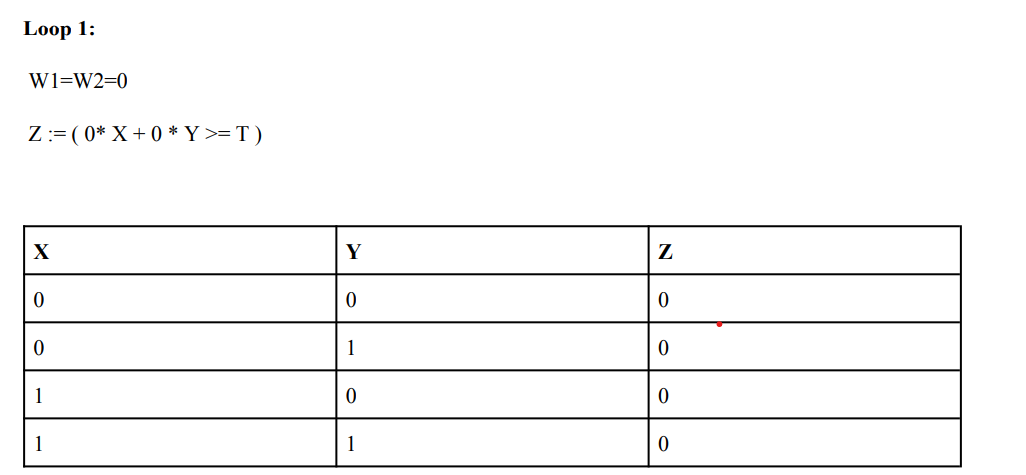 Loop 1:
W1=W2=0
Z := ( 0* X + 0 * Y >= T )
X Y Z
0 0 0
0 1 0
1 0 0
1 1 0